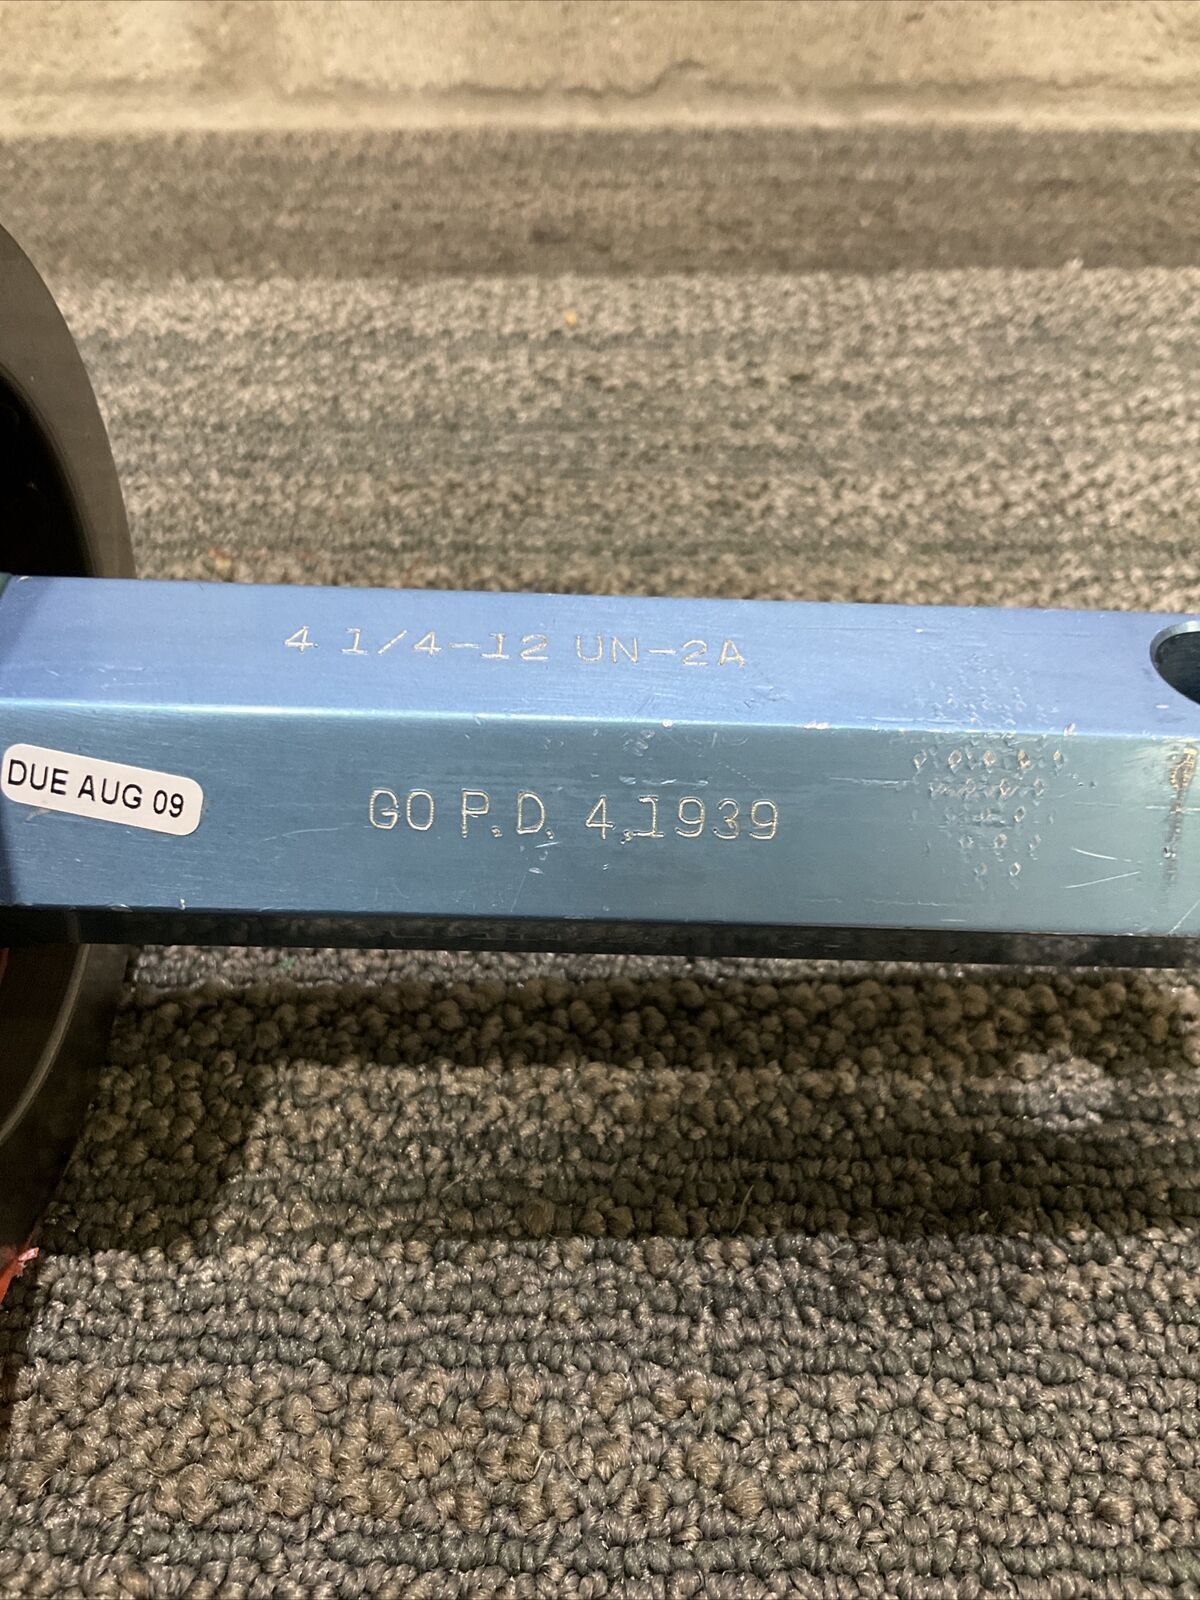 4 1/4-12 UN-2A
DUE AUG 09
GO P.D. 4.1939